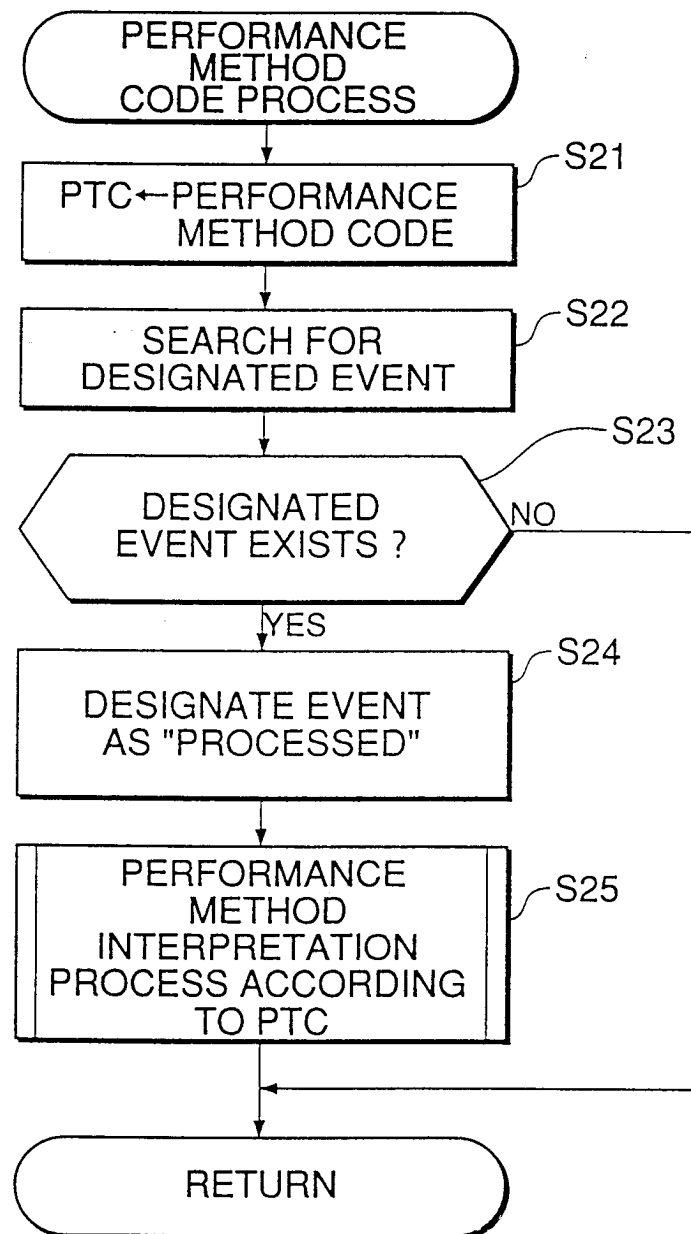 PERFORMANCE
METHOD
CODE PROCESS
S21
PTC←PERFORMANCE
METHOD CODE
S22
SEARCH FOR
DESIGNATED EVENT
S23
DESIGNATED
EVENT EXISTS ?
NO
YES
S24
DESIGNATE EVENT
AS "PROCESSED"
S25
PERFORMANCE
METHOD
INTERPRETATION
PROCESS ACCORDING
TO PTC
RETURN